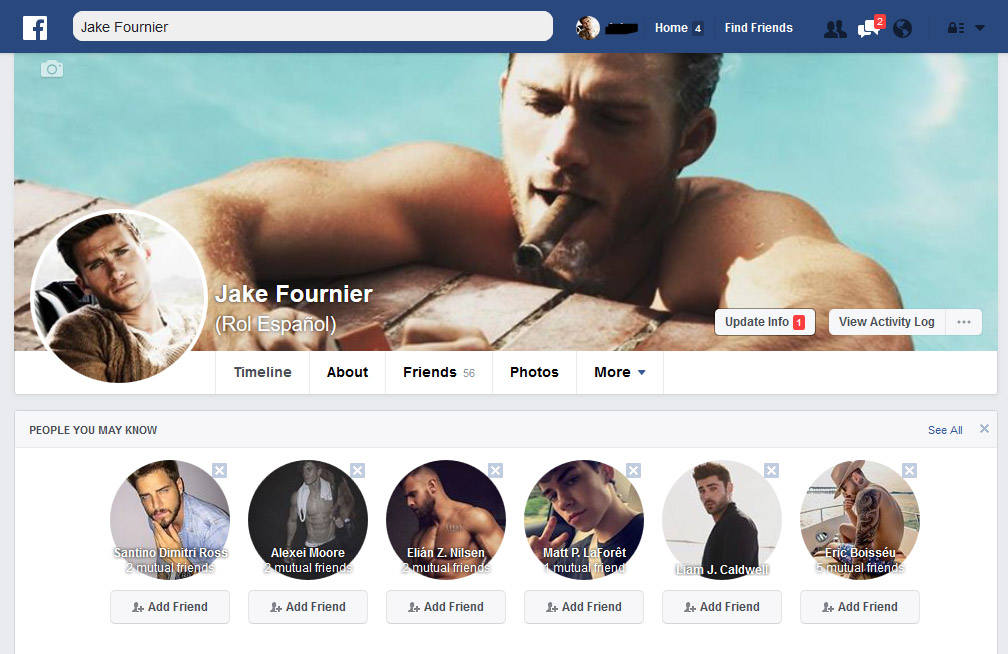 Jake Fournier
Home 4
Find Friends
2
Jake Fournier
(Rol Español)
Update Info 1
View Activity Log
Timeline
About
Friends 56
Photos
More
PEOPLE YOU MAY KNOW
See All
Santino Dimitri Ross
2 mutual friends
Alexei Moore
2 mutual friends
Elián Z. Nilsen
2 mutual friends
Matt P. LaForêt
1 mutual friend
Liam J. Caldwell
Eric Boisséu
5 mutual friends
Add Friend
Add Friend
Add Friend
Add Friend
Add Friend
Add Friend